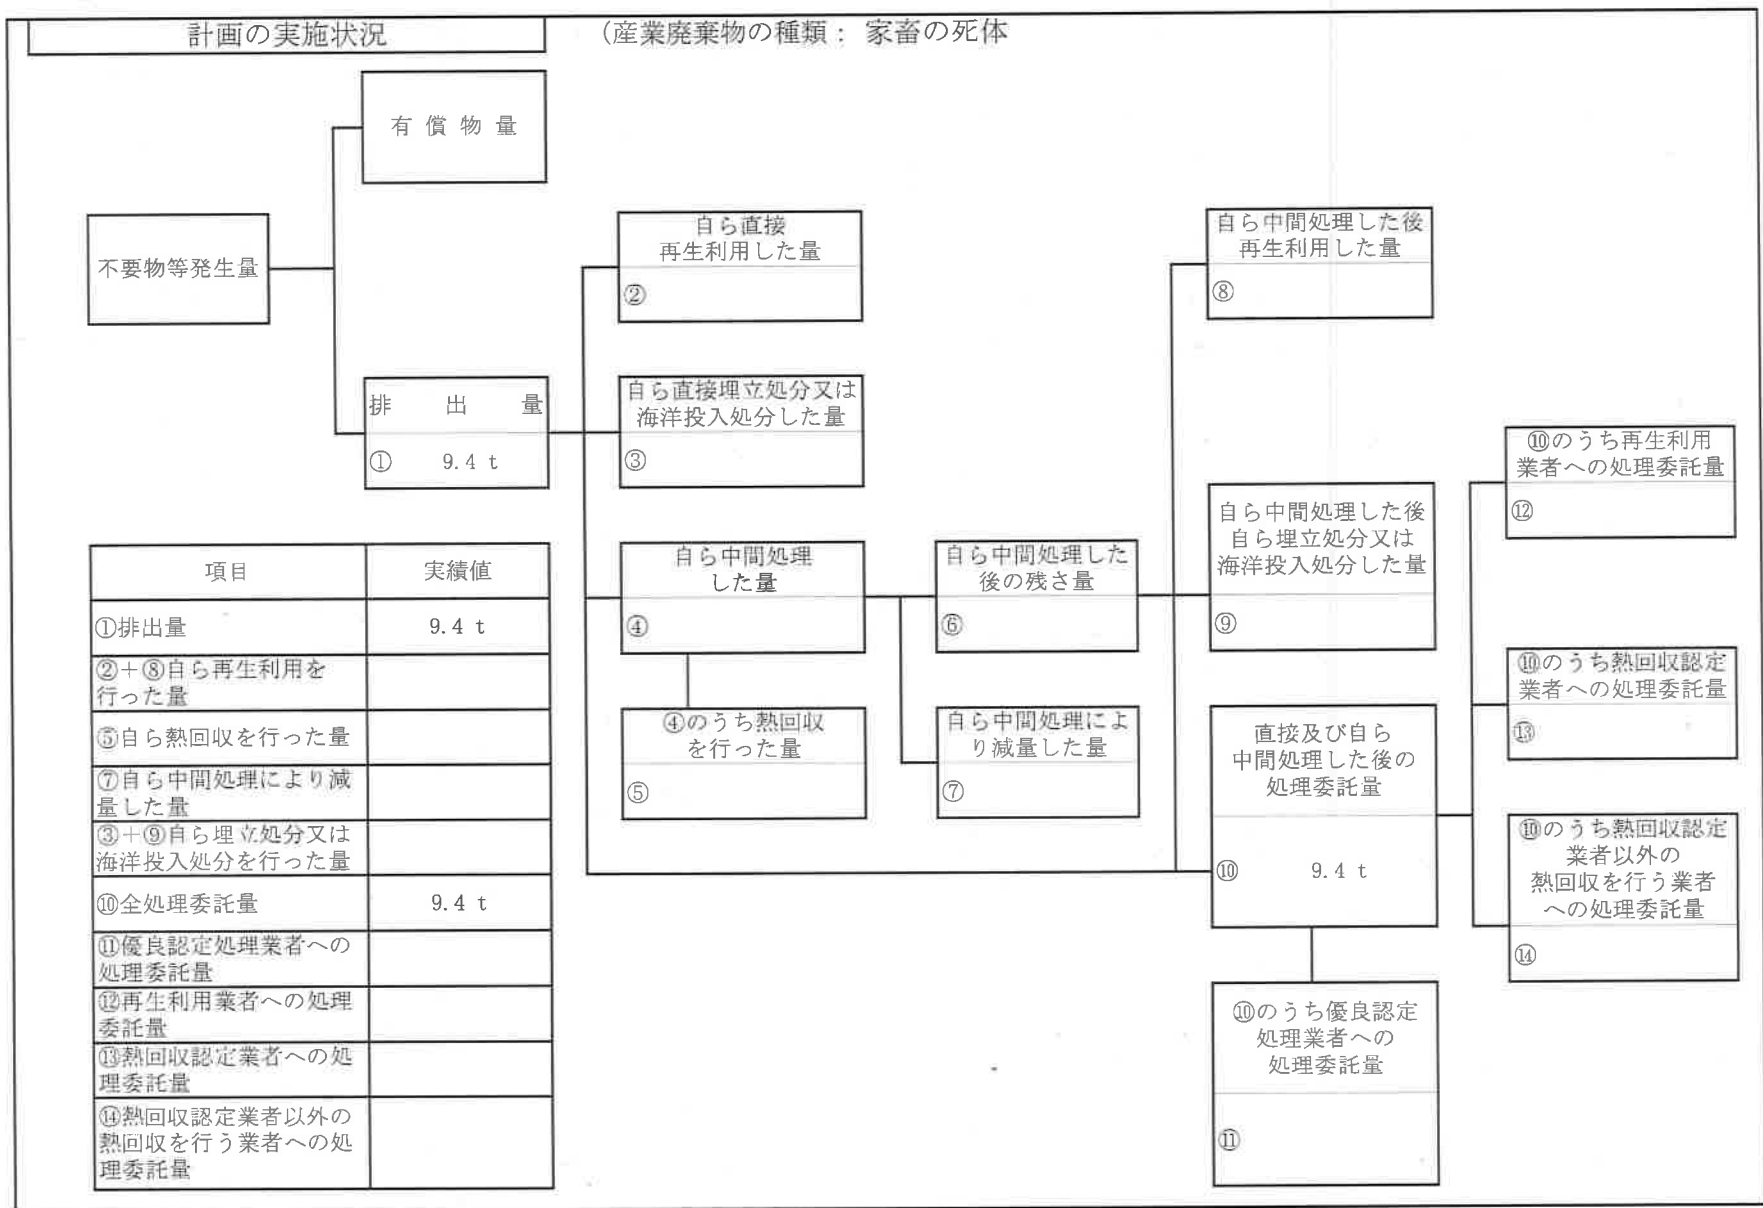 計画の実施状況
(産業廃棄物の種類： 家畜の死体
有 償 物 量
不要物等発生量
排 出 量
① 9.4 t
自ら直接
再生利用した量
②
自ら直接埋立処分又は
海洋投入処分した量
③
自ら中間処理
した量
④
④のうち熱回収
を行った量
⑤
自ら中間処理した
後の残さ量
⑥
自ら中間処理によ
り減量した量
⑦
自ら中間処理した後
再生利用した量
⑧
自ら中間処理した後
自ら埋立処分又は
海洋投入処分した量
⑨
直接及び自ら
中間処理した後の
処理委託量
⑩ 9.4 t
⑩のうち優良認定
処理業者への
処理委託量
⑪
⑩のうち再生利用
業者への処理委託量
⑫
⑩のうち熱回収認定
業者への処理委託量
⑬
⑩のうち熱回収認定
業者以外の
熱回収を行う業者
への処理委託量
⑭
項目 実績値
①排出量 9.4 t
②＋⑧自ら再生利用を
行った量
⑤自ら熱回収を行った量
⑦自ら中間処理により減
量した量
③＋⑨自ら埋立処分又は
海洋投入処分を行った量
⑩全処理委託量 9.4 t
⑪優良認定処理業者への
処理委託量
⑫再生利用業者への処理
委託量
⑬熱回収認定業者への処
理委託量
⑭熱回収認定業者以外の
熱回収を行う業者への処
理委託量